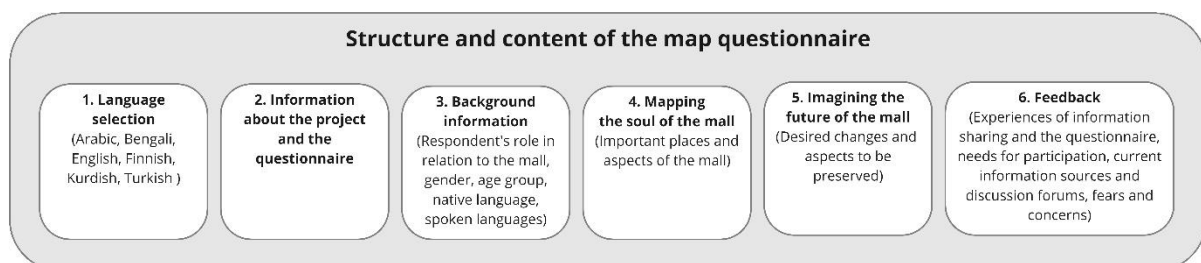 Structure and content of the map questionnaire
1. Language
selection
(Arabic, Bengali,
English, Finnish,
Kurdish, Turkish )
2. Information
about the project
and the
questionnaire
3. Background
information
(Respondent's role in
relation to the mall,
gender, age group,
native language,
spoken languages)
4. Mapping
the soul of the mall
(Important places and
aspects of the mall)
5. Imagining the
future of the mall
(Desired changes and
aspects to be
preserved)
6. Feedback
(Experiences of information
sharing and the questionnaire,
needs for participation, current
information sources and
discussion forums, fears and
concerns)